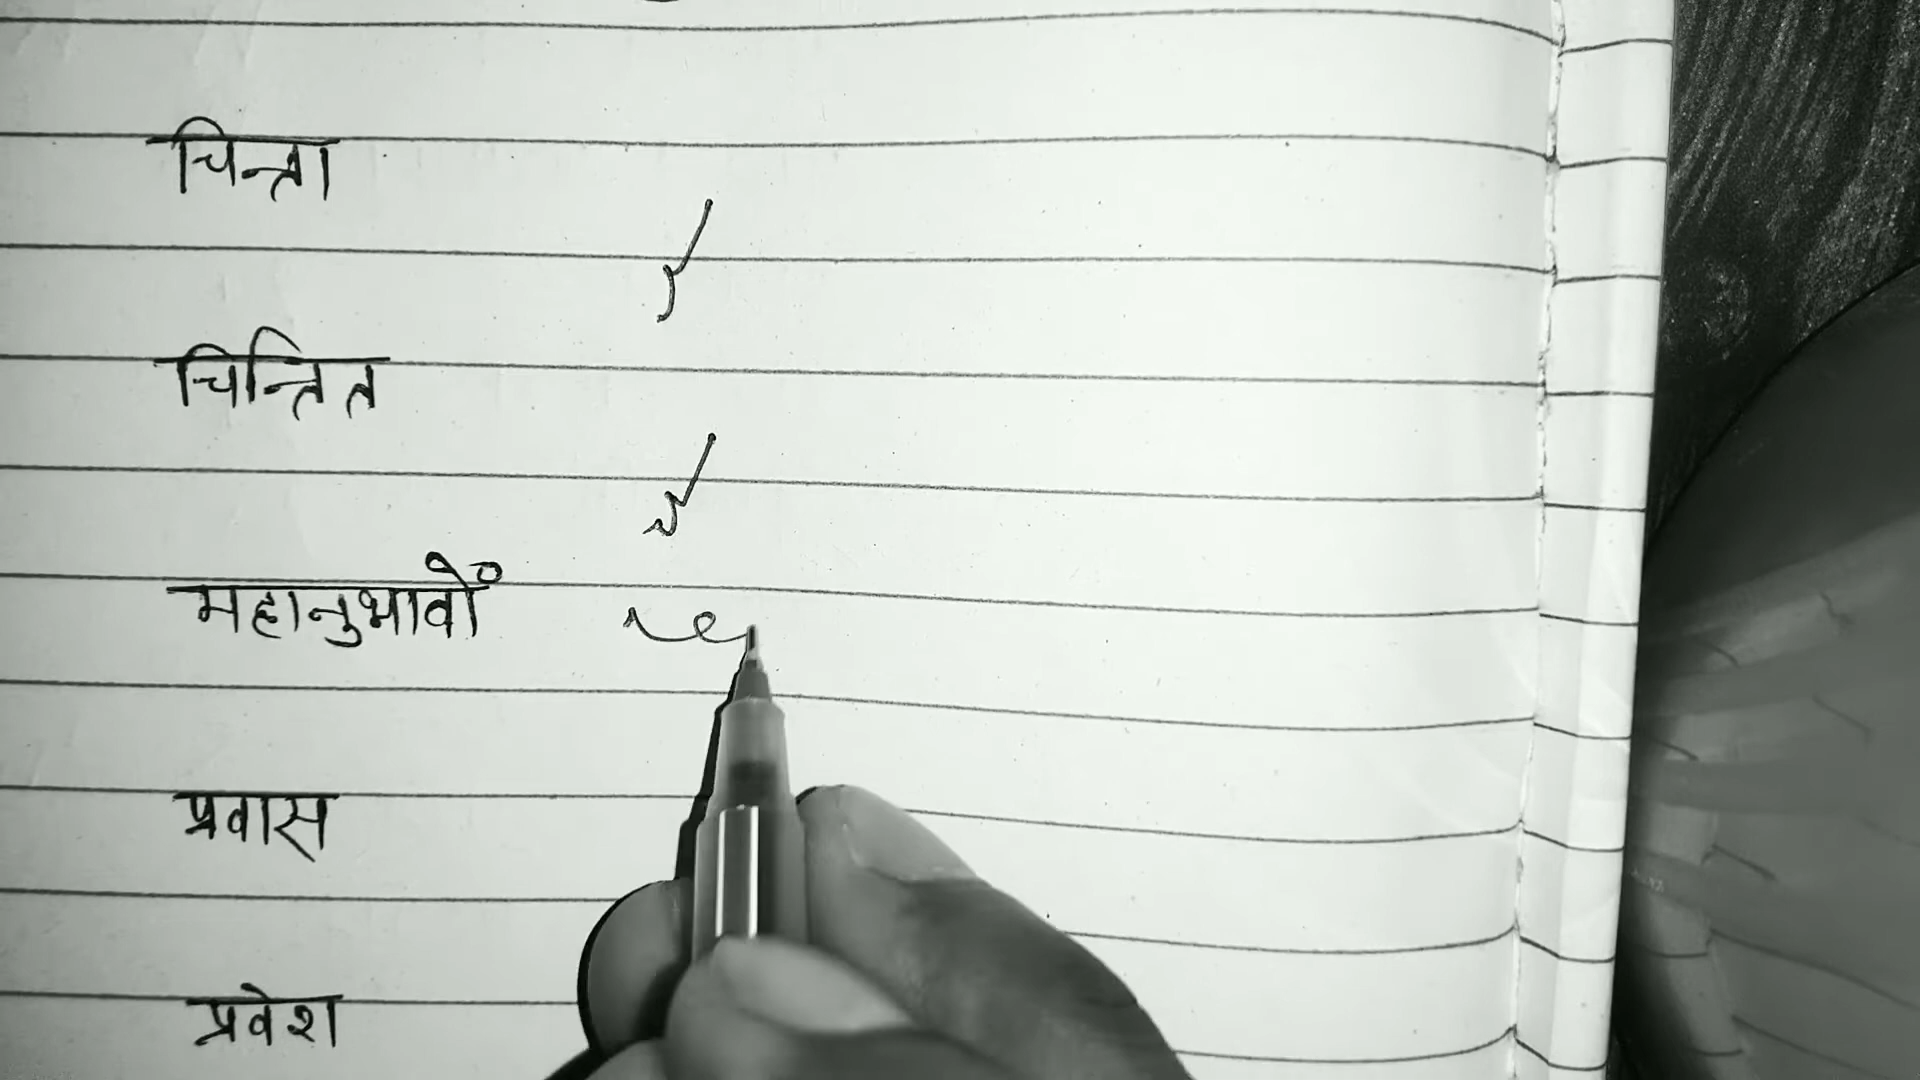 चिन्ता
चिन्तित
महानुभावों
प्रवास
प्रवेश